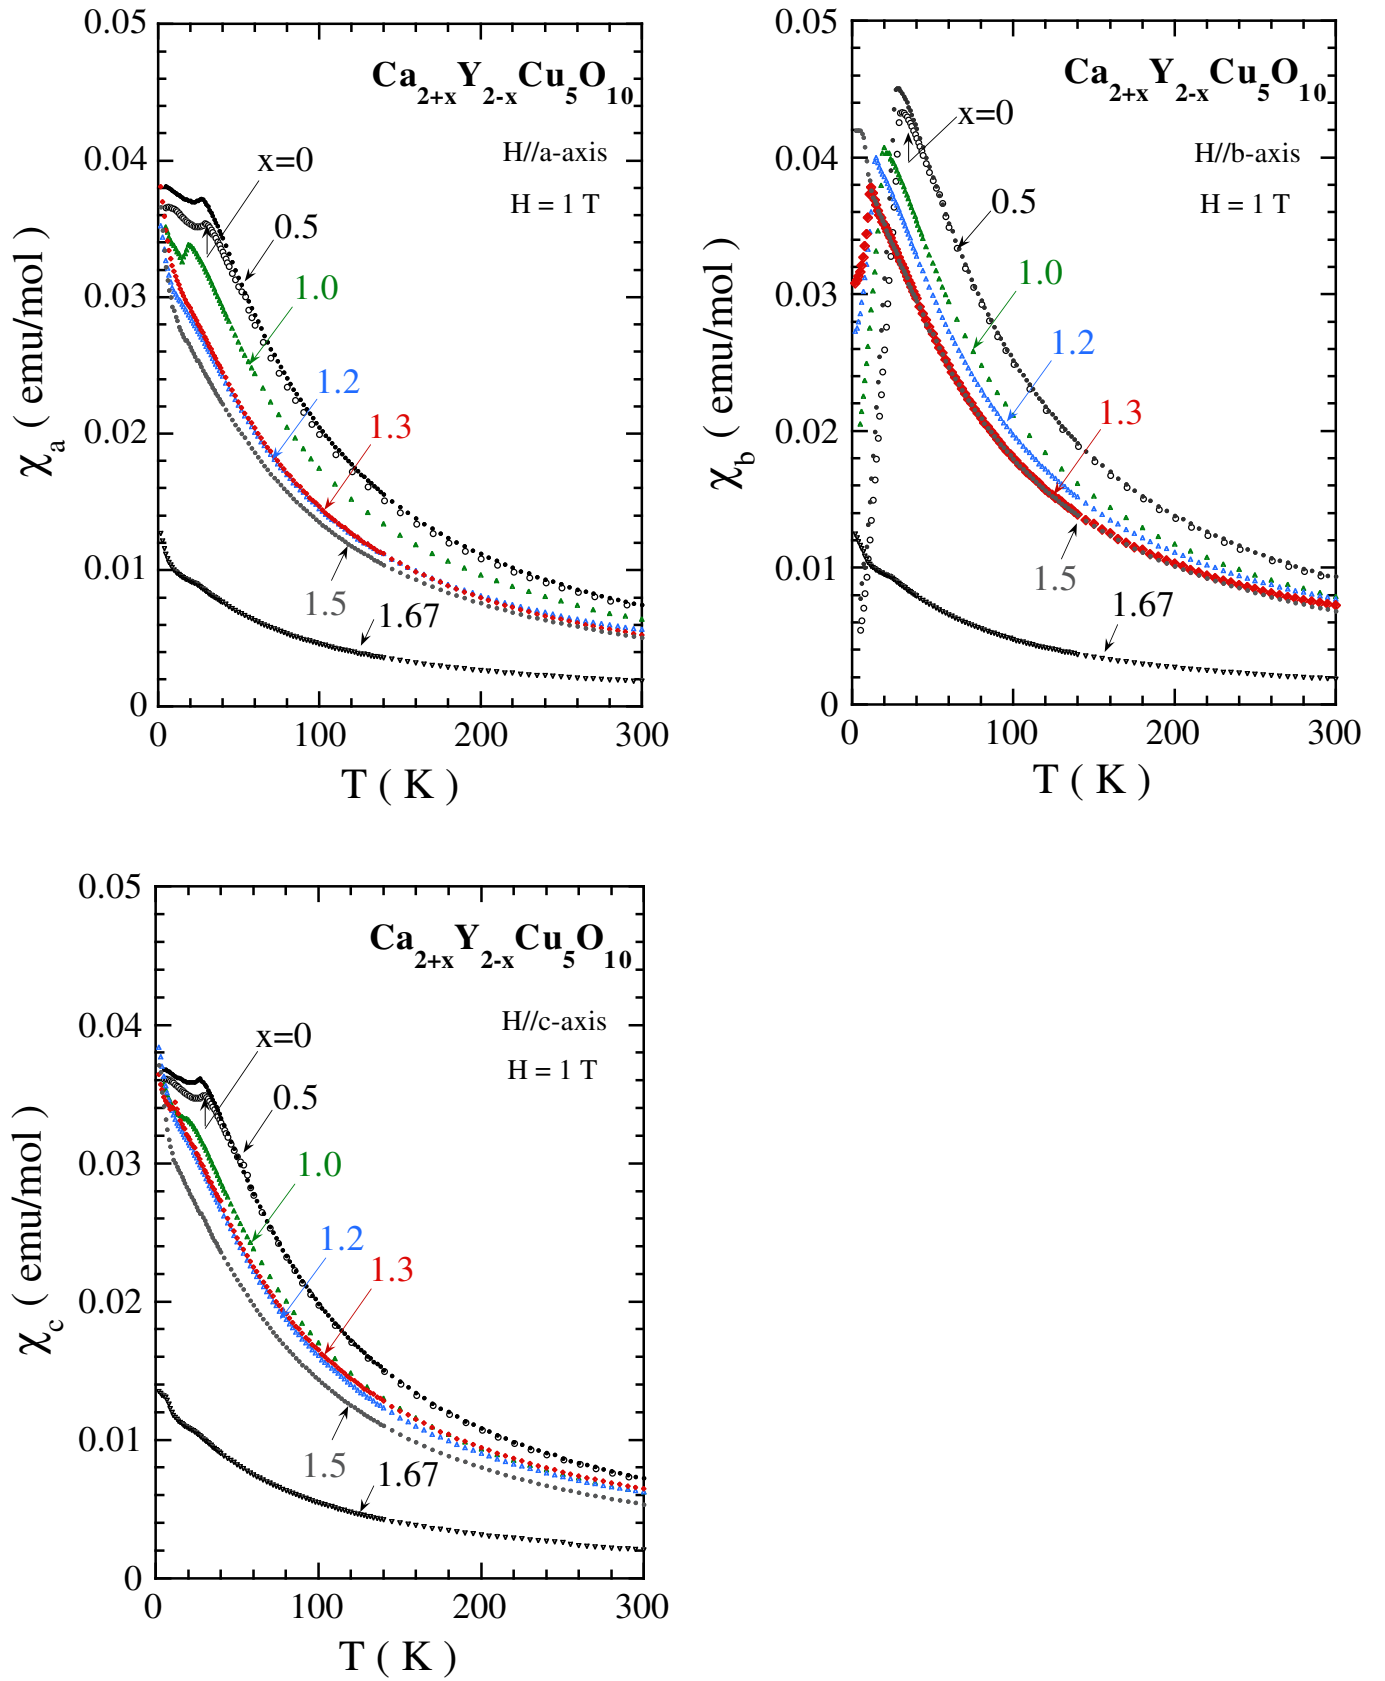 0.05
0.04
0.03
0.02
0.01
0
χa ( emu/mol )
Ca2+xY2-xCu5O10
H//a-axis
H = 1 T
x=0
0.5
1.0
1.2
1.3
1.5
1.67
0 100 200 300
T ( K )
0.05
0.04
0.03
0.02
0.01
0
χb ( emu/mol )
Ca2+xY2-xCu5O10
H//b-axis
H = 1 T
x=0
0.5
1.0
1.2
1.3
1.5
1.67
0 100 200 300
T ( K )
0.05
0.04
0.03
0.02
0.01
0
χc ( emu/mol )
Ca2+xY2-xCu5O10
H//c-axis
H = 1 T
x=0
0.5
1.0
1.2
1.3
1.5
1.67
0 100 200 300
T ( K )